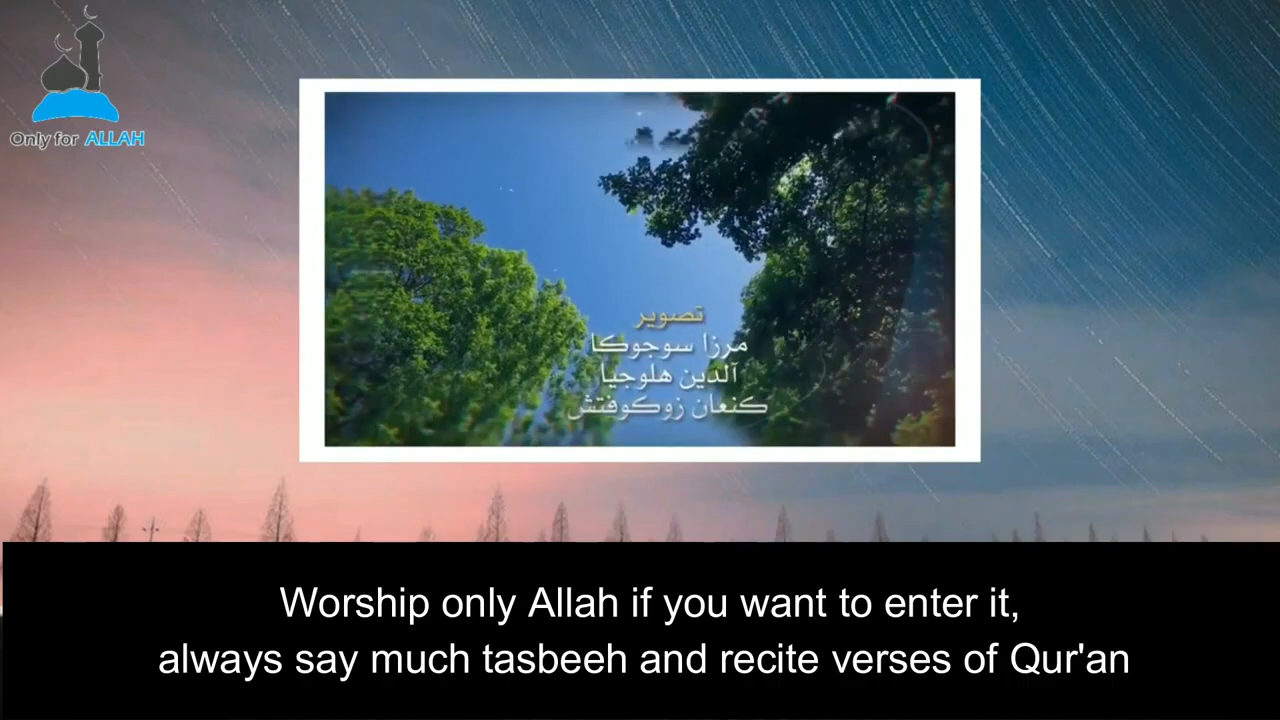 Only for ALLAH
تصوير
مرزا سوجوكا
آلدين هلوجيا
كنعان زوكوفتش
Worship only Allah if you want to enter it,
always say much tasbeeh and recite verses of Qur'an